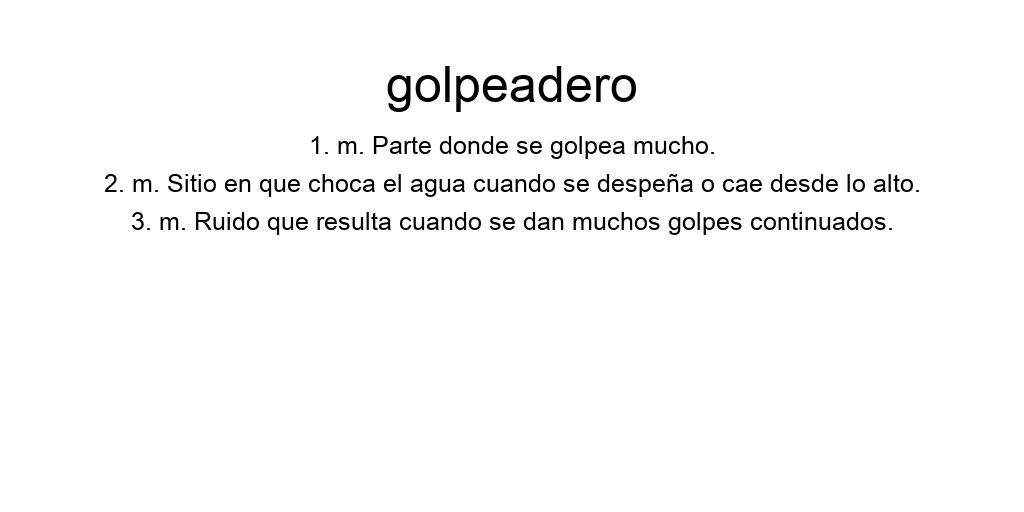 golpeadero
1. m. Parte donde se golpea mucho.
2. m. Sitio en que choca el agua cuando se despeña o cae desde lo alto.
3. m. Ruido que resulta cuando se dan muchos golpes continuados.